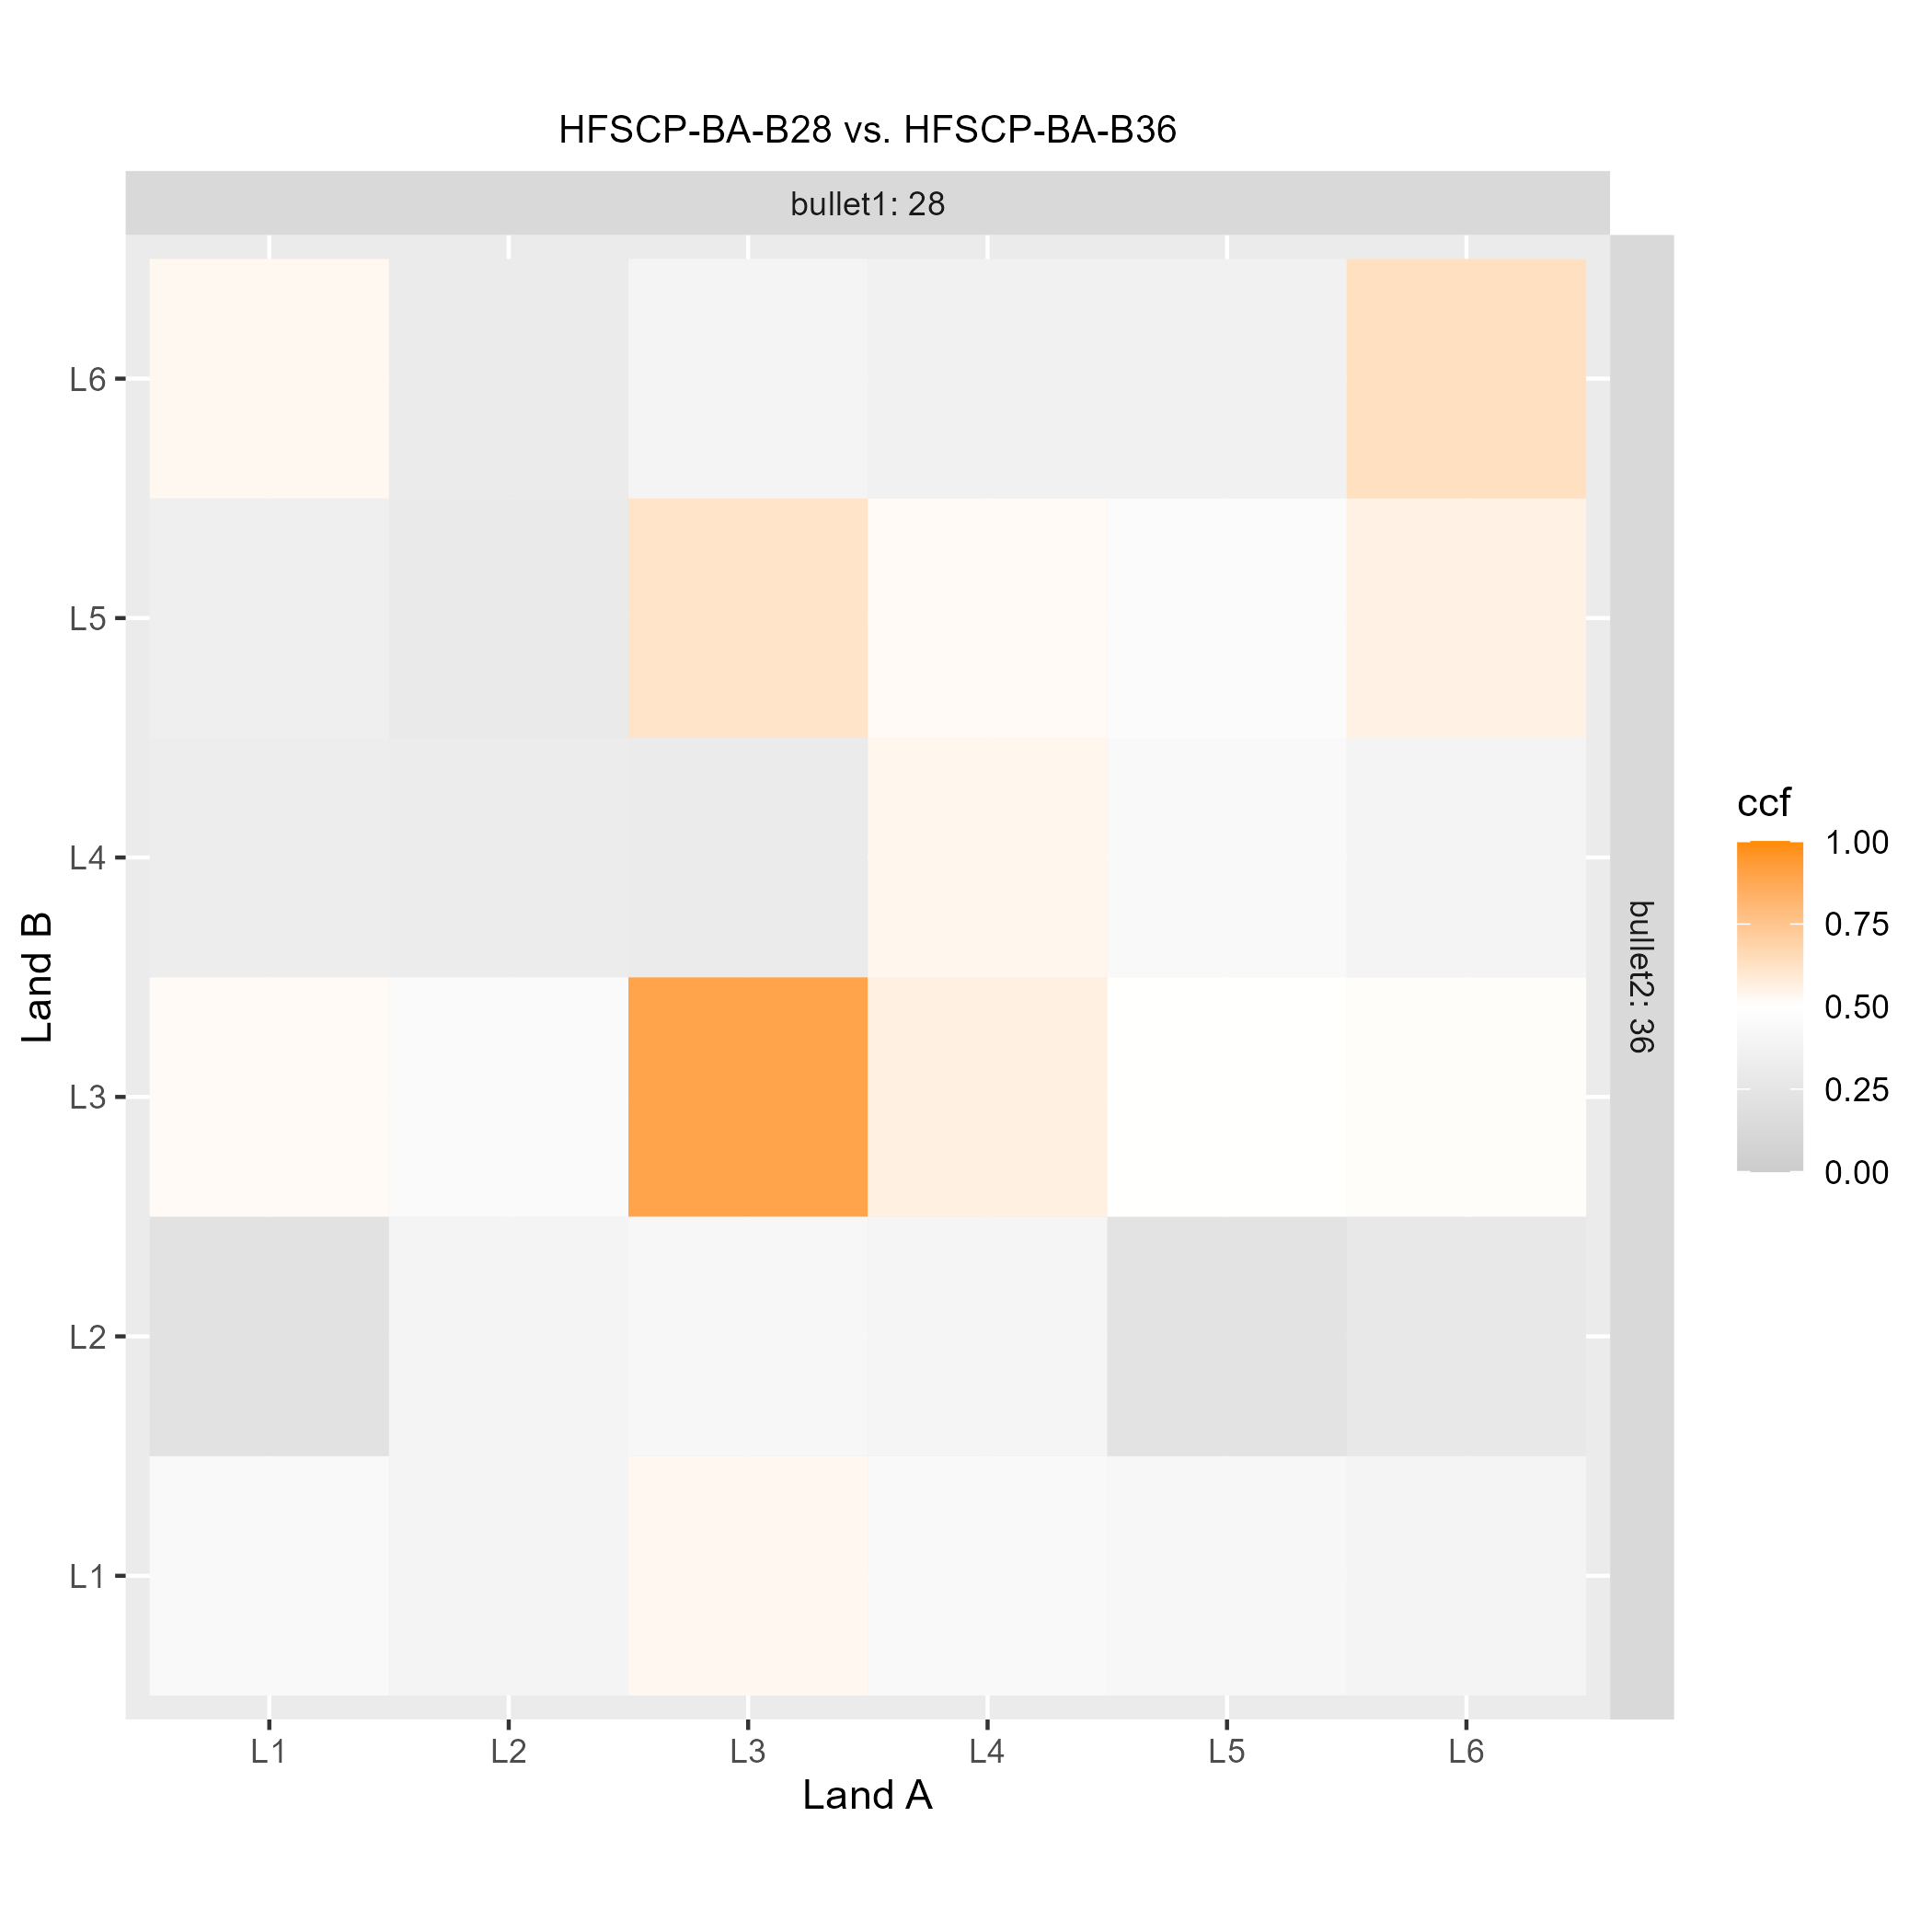 HFSCP-BA-B28 vs. HFSCP-BA-B36
bullet1: 28
L6
L5
L4
L3
L2
L1
Land B
bullet2: 36
L1 L2 L3 L4 L5 L6
Land A
ccf
1.00
0.75
0.50
0.25
0.00